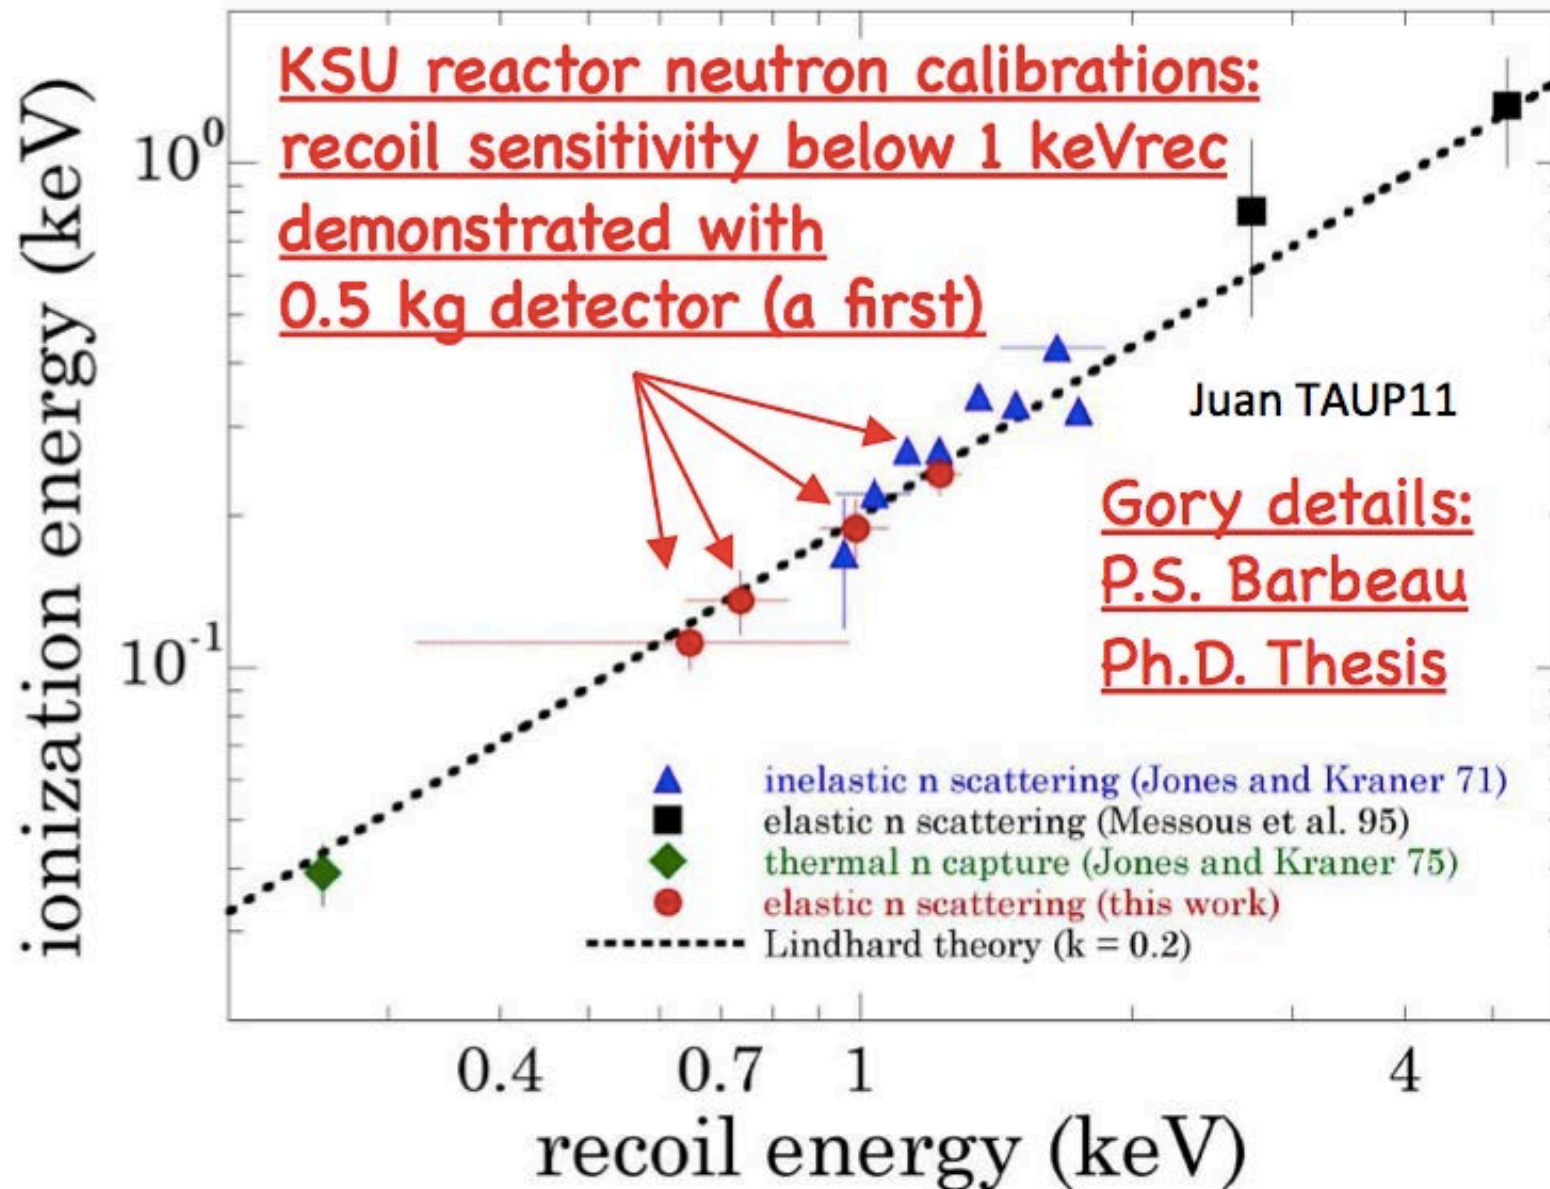 KSU reactor neutron calibrations:
recoil sensitivity below 1 keVrec
demonstrated with
0.5 kg detector (a first)
Juan TAUP11
Gory details:
P.S. Barbeau
Ph.D. Thesis
ionization energy (keV)
10^0
10^-1
inelastic n scattering (Jones and Kraner 71)
elastic n scattering (Messous et al. 95)
thermal n capture (Jones and Kraner 75)
elastic n scattering (this work)
Lindhard theory (k = 0.2)
0.4 0.7 1 4
recoil energy (keV)